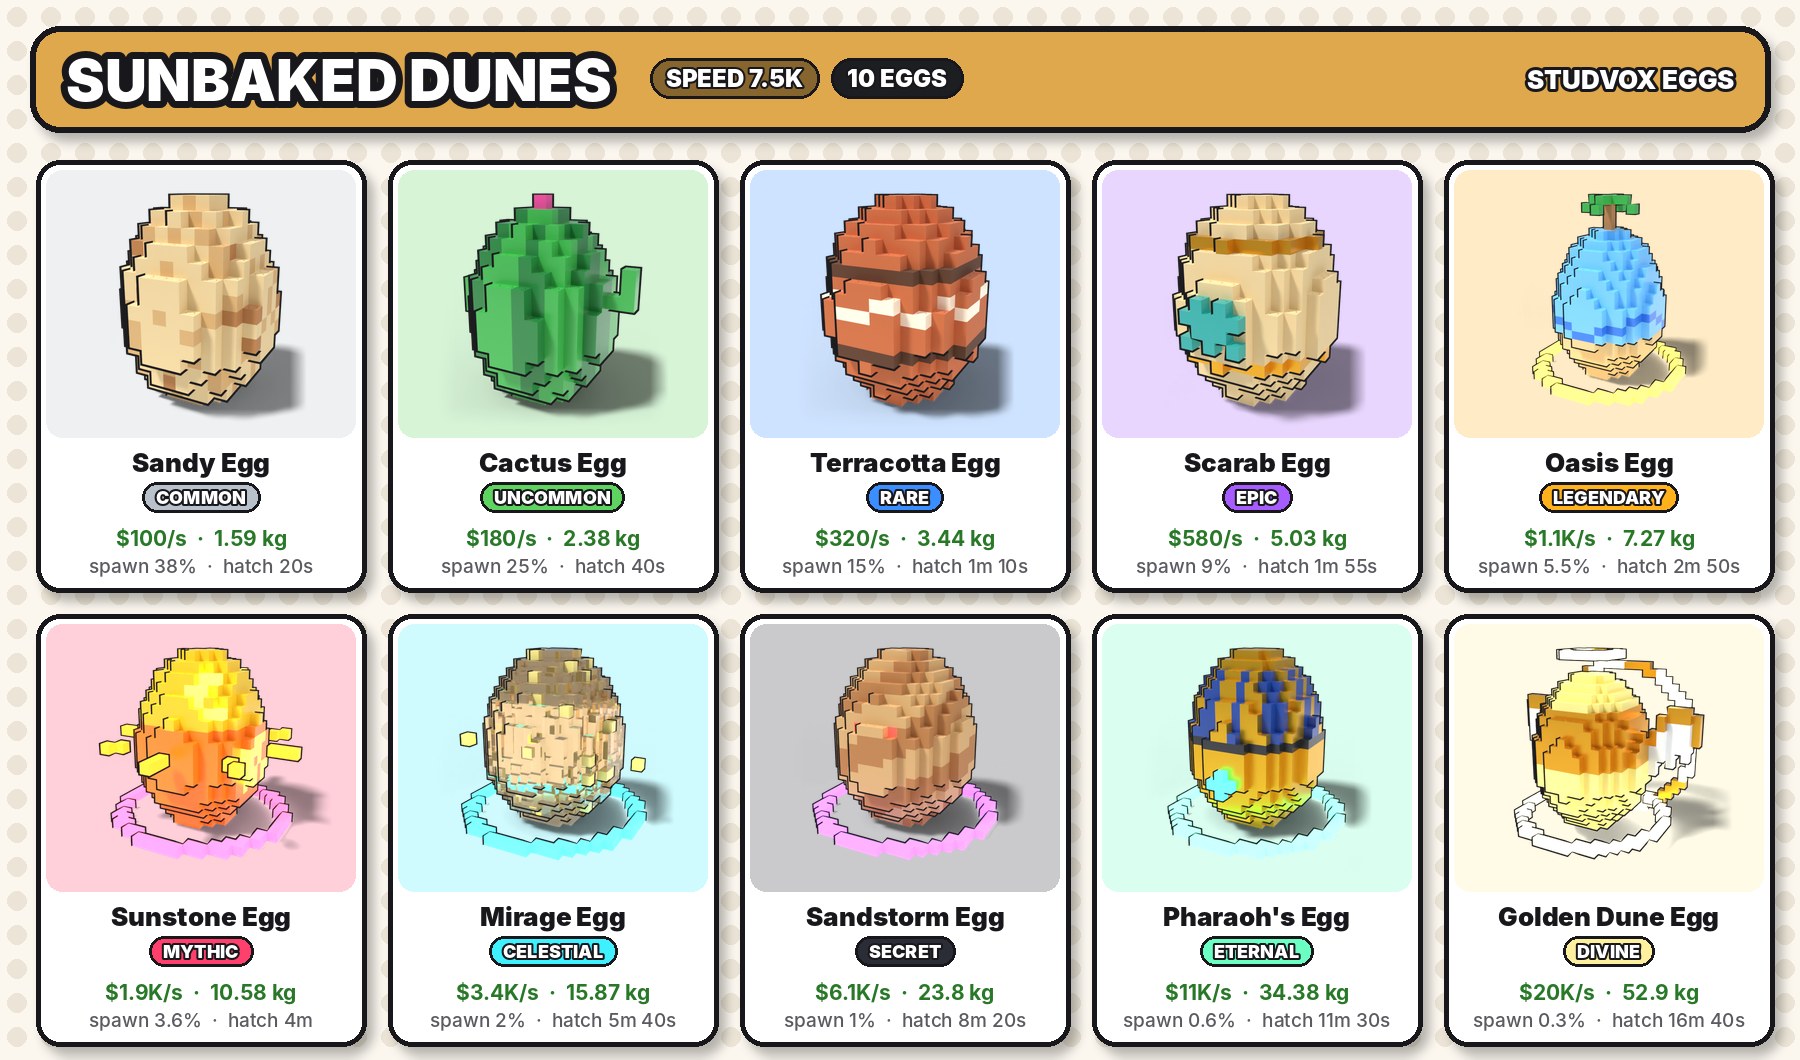 SUNBAKED DUNES
SPEED 7.5K
10 EGGS
STUDVOX EGGS
Sandy Egg
COMMON
$100/s · 1.59 kg
spawn 38% · hatch 20s
Cactus Egg
UNCOMMON
$180/s · 2.38 kg
spawn 25% · hatch 40s
Terracotta Egg
RARE
$320/s · 3.44 kg
spawn 15% · hatch 1m 10s
Scarab Egg
EPIC
$580/s · 5.03 kg
spawn 9% · hatch 1m 55s
Oasis Egg
LEGENDARY
$1.1K/s · 7.27 kg
spawn 5.5% · hatch 2m 50s
Sunstone Egg
MYTHIC
$1.9K/s · 10.58 kg
spawn 3.6% · hatch 4m
Mirage Egg
CELESTIAL
$3.4K/s · 15.87 kg
spawn 2% · hatch 5m 40s
Sandstorm Egg
SECRET
$6.1K/s · 23.8 kg
spawn 1% · hatch 8m 20s
Pharaoh's Egg
ETERNAL
$11K/s · 34.38 kg
spawn 0.6% · hatch 11m 30s
Golden Dune Egg
DIVINE
$20K/s · 52.9 kg
spawn 0.3% · hatch 16m 40s